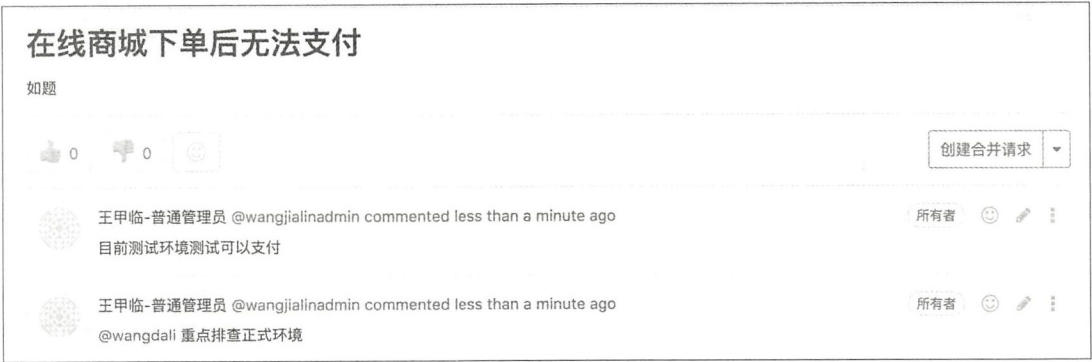 在线商城下单后无法支付
如题
0 0 创建合并请求
王甲临-普通管理员 @wangjialinadmin commented less than a minute ago 所有者
目前测试环境测试可以支付
王甲临-普通管理员 @wangjialinadmin commented less than a minute ago 所有者
@wangdali 重点排查正式环境